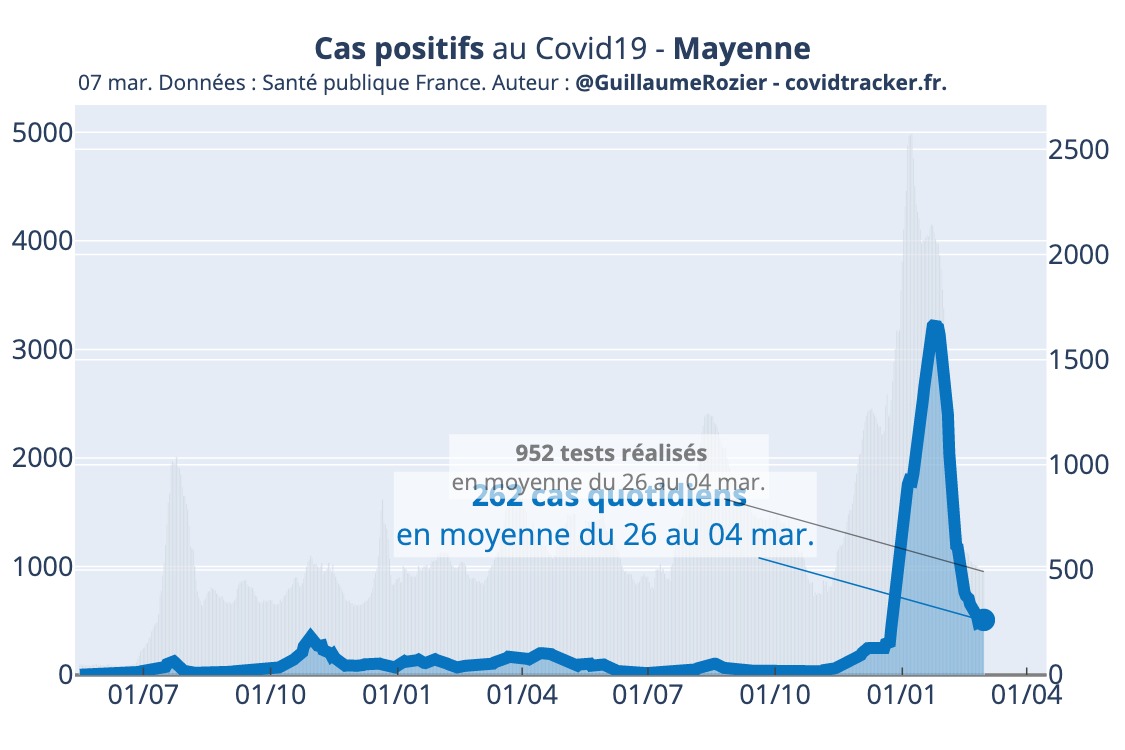 Cas positifs au Covid19 - Mayenne
07 mar. Données : Santé publique France. Auteur : @GuillaumeRozier - covidtracker.fr.
5000
4000
3000
2000
1000
0
2500
2000
1500
1000
500
0
952 tests réalisés
en moyenne du 26 au 04 mar.
262 cas quotidiens
en moyenne du 26 au 04 mar.
01/07 01/10 01/01 01/04 01/07 01/10 01/01 01/04